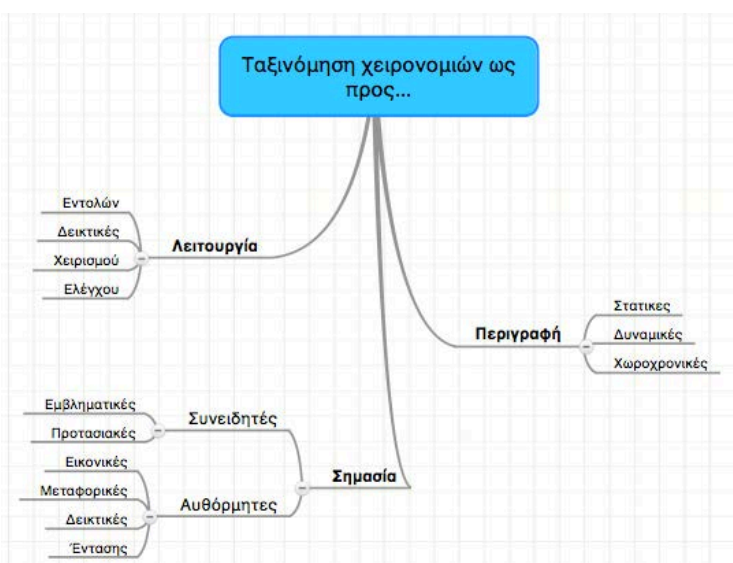 Ταξινόμηση χειρονομιών ως
προς...
Εντολών
Δεικτικές
Χειρισμού
Ελέγχου
Λειτουργία
Περιγραφή
Στατικες
Δυναμικές
Χωροχρονικές
Εμβληματικές
Προτασιακές
Συνειδητές
Εικονικές
Μεταφορικές
Δεικτικές
Έντασης
Αυθόρμητες
Σημασία